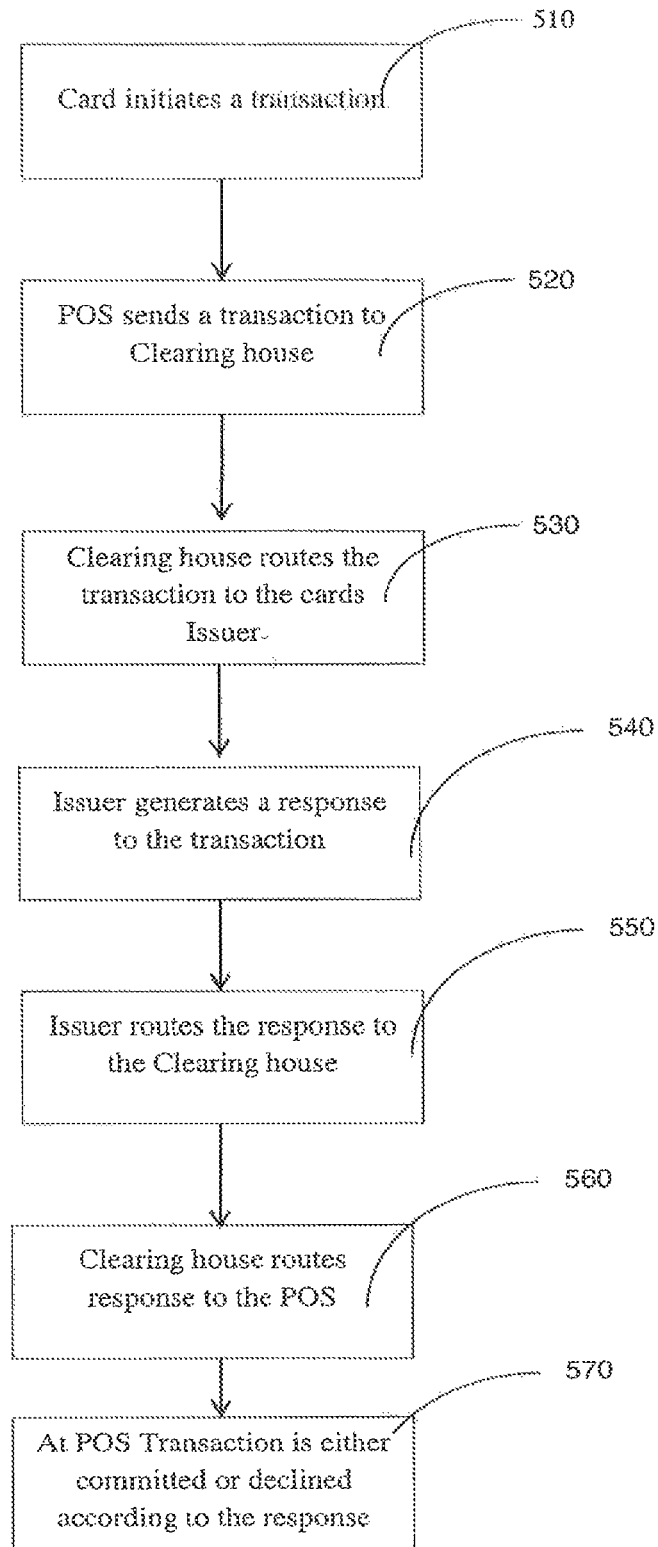 510
Card initiates a transaction
520
POS sends a transaction to
Clearing house
530
Clearing house routes the
transaction to the cards
Issuer
540
Issuer generates a response
to the transaction
550
Issuer routes the response to
the Clearing house
560
Clearing house routes
response to the POS
570
At POS Transaction is either
committed or declined
according to the response